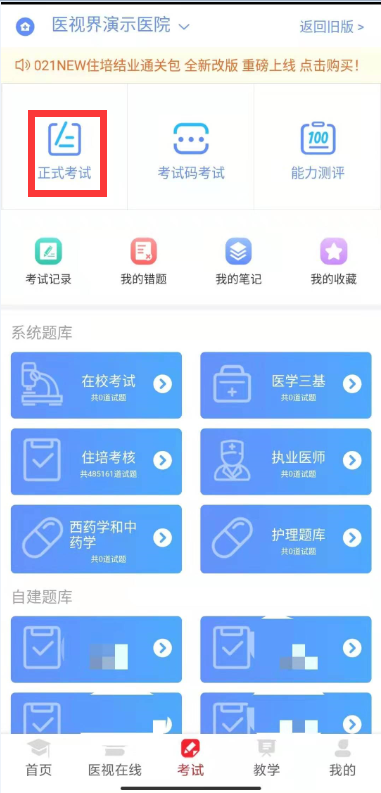 医视界演示医院
返回旧版 >
021NEW住培结业通关包 全新改版 重磅上线 点击购买！
正式考试
考试码考试
100
能力测评
考试记录
我的错题
我的笔记
我的收藏
系统题库
在校考试
共0道试题
医学三基
共0道试题
住培考核
共485161道试题
执业医师
共0道试题
西药学和中
药学
共0道试题
护理题库
共0道试题
自建题库
首页
医视在线
考试
教学
我的